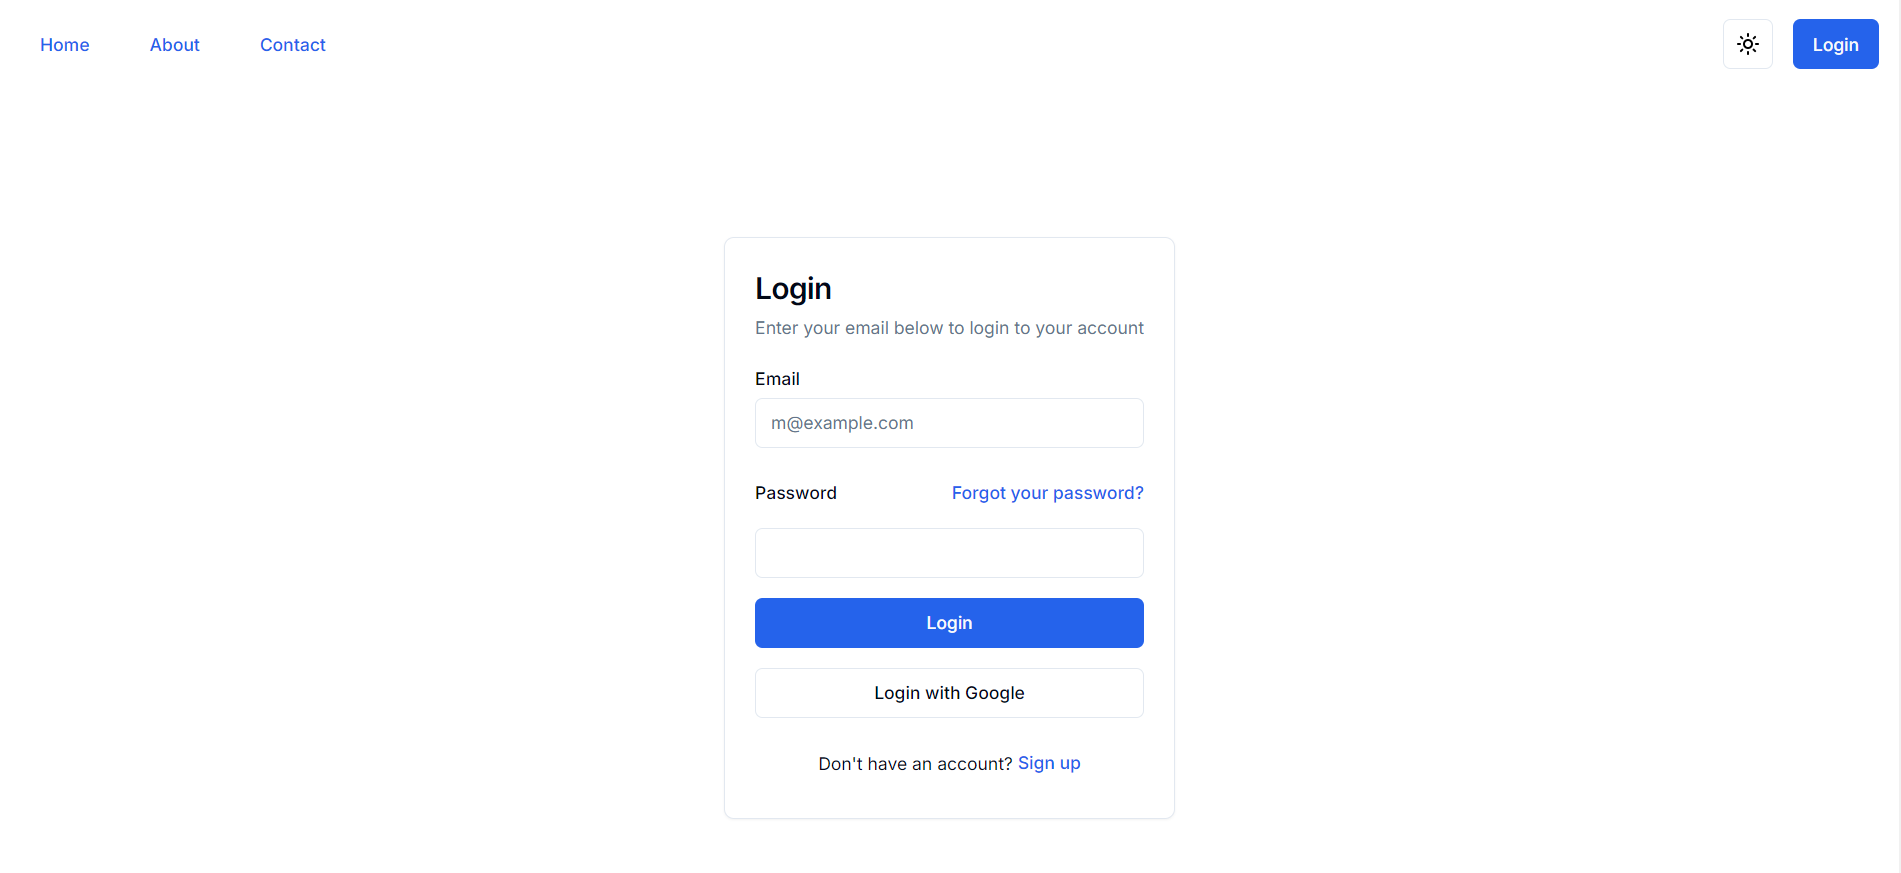 Home About Contact Login
Login
Enter your email below to login to your account
Email
m@example.com
Password Forgot your password?
Login
Login with Google
Don't have an account? Sign up